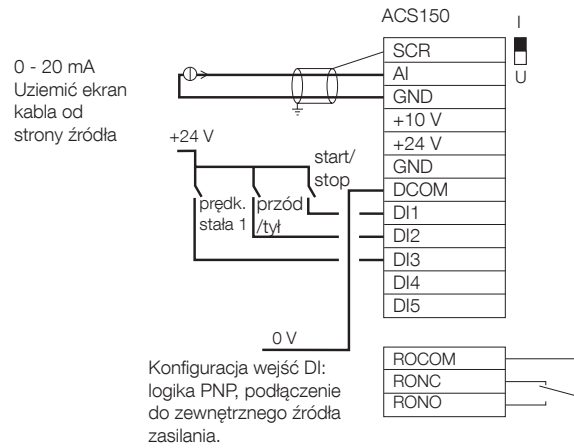 ACS150
I
U
0 - 20 mA
Uziemić ekran
kabla od
strony źródła
SCR
AI
GND
+10 V
+24 V
GND
DCOM
DI1
DI2
DI3
DI4
DI5
+24 V
start/
stop
prędk.
stała 1
przód
/tył
0 V
Konfiguracja wejść DI:
logika PNP, podłączenie
do zewnętrznego źródła
zasilania.
ROCOM
RONC
RONO